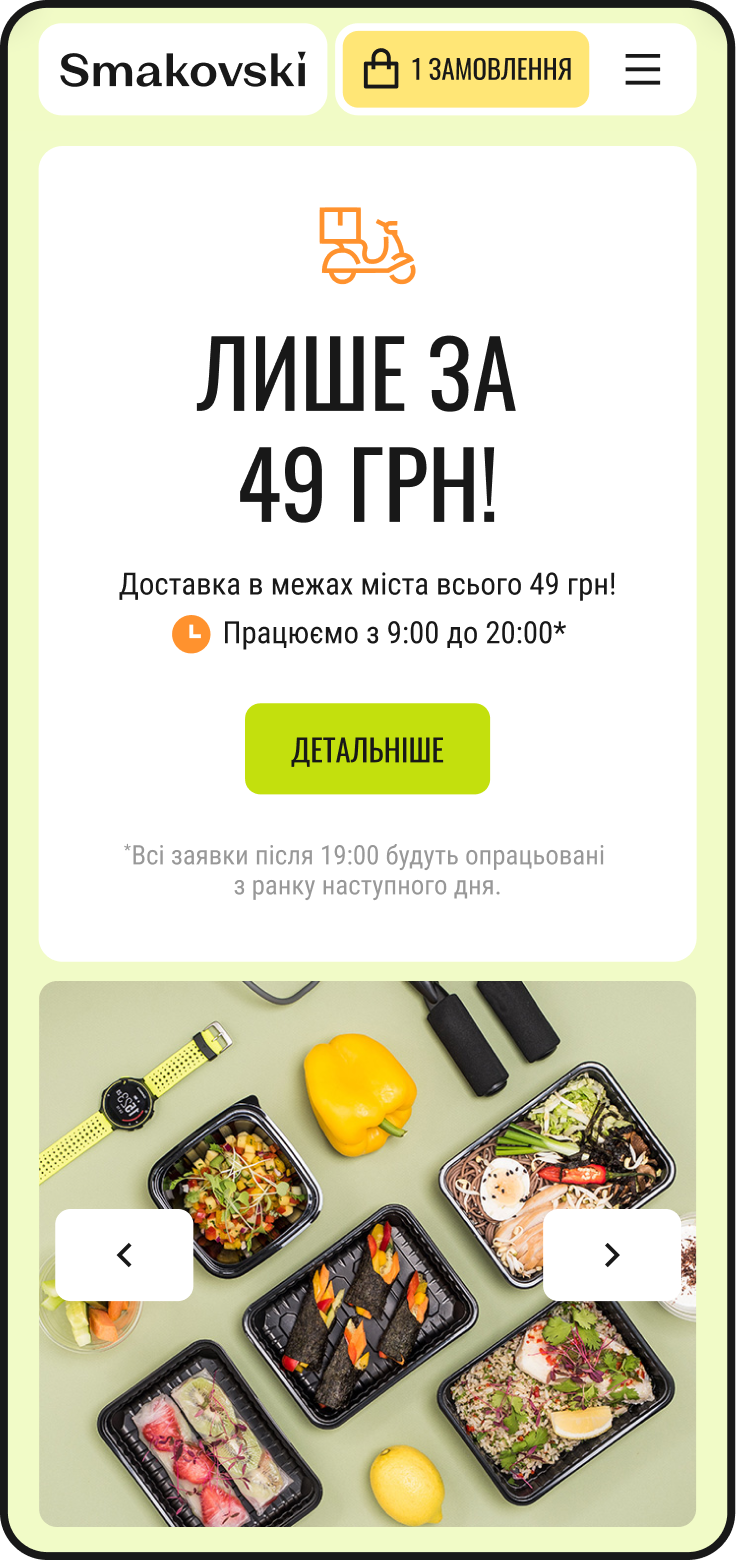 Smakovski
1 ЗАМОВЛЕННЯ
ЛИШЕ ЗА
49 ГРН!
Доставка в межах міста всього 49 грн!
Працюємо з 9:00 до 20:00*
ДЕТАЛЬНІШЕ
*Всі заявки після 19:00 будуть опрацьовані
з ранку наступного дня.